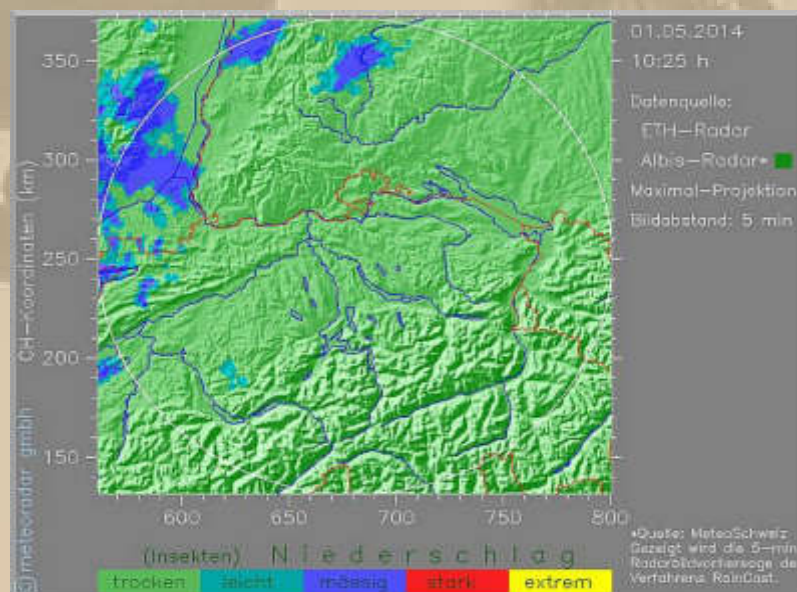 01.05.2014
10:25 h
Datenquelle:
ETH-Radar
Albis-Radar*
Maximal-Projektion
Bildabstand: 5 min
350
300
250
200
150
CH-Koordinaten (km)
©meteoradar gmbh
600 650 700 750 800
(Insekten) Niederschlag
trocken leicht mässig stark extrem
*Quelle: MeteoSchweiz
Gezeigt wird die 5-min
Radarbildvorhersage de
Verfahrens RainCast.